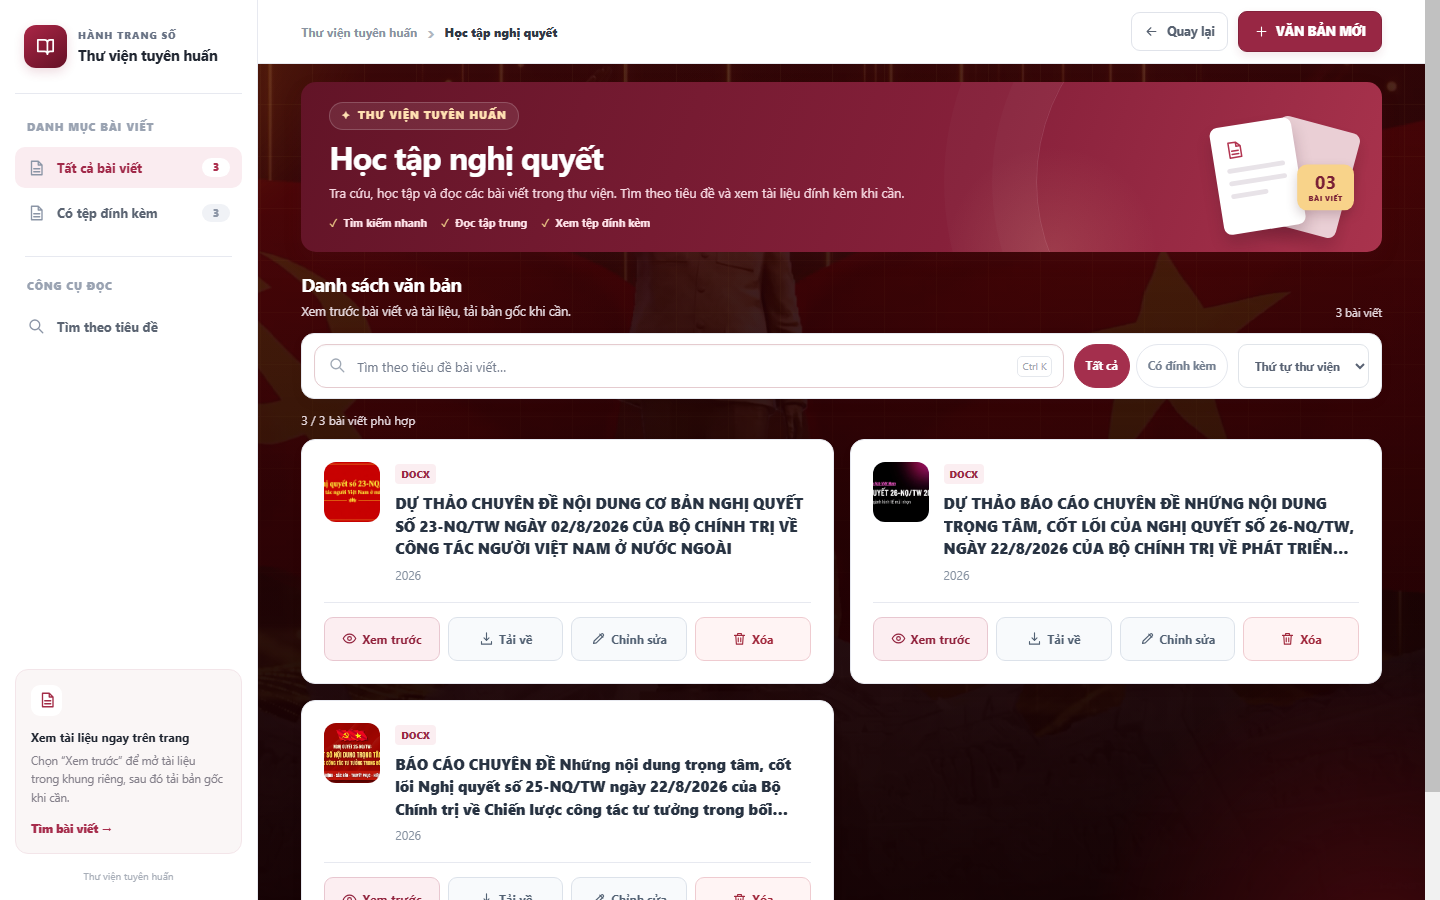 HÀNH TRANG SỐ
Thư viện tuyên huấn
DANH MỤC BÀI VIẾT
Tất cả bài viết 3
Có tệp đính kèm 3
CÔNG CỤ ĐỌC
Tìm theo tiêu đề
Xem tài liệu ngay trên trang
Chọn “Xem trước” để mở tài liệu
trong khung riêng, sau đó tải bản gốc
khi cần.
Tìm bài viết →
Thư viện tuyên huấn
Thư viện tuyên huấn › Học tập nghị quyết
← Quay lại
+ VĂN BẢN MỚI
✦ THƯ VIỆN TUYÊN HUẤN
Học tập nghị quyết
Tra cứu, học tập và đọc các bài viết trong thư viện. Tìm theo tiêu đề và xem tài liệu đính kèm khi cần.
✓ Tìm kiếm nhanh ✓ Đọc tập trung ✓ Xem tệp đính kèm
03
BÀI VIẾT
Danh sách văn bản
Xem trước bài viết và tài liệu, tải bản gốc khi cần.
3 bài viết
Tìm theo tiêu đề bài viết... Ctrl K
Tất cả
Có đính kèm
Thứ tự thư viện
3 / 3 bài viết phù hợp
DOCX
DỰ THẢO CHUYÊN ĐỀ NỘI DUNG CƠ BẢN NGHỊ QUYẾT
SỐ 23-NQ/TW NGÀY 02/8/2026 CỦA BỘ CHÍNH TRỊ VỀ
CÔNG TÁC NGƯỜI VIỆT NAM Ở NƯỚC NGOÀI
2026
Xem trước Tải về Chỉnh sửa Xóa
DOCX
DỰ THẢO BÁO CÁO CHUYÊN ĐỀ NHỮNG NỘI DUNG
TRỌNG TÂM, CỐT LÕI CỦA NGHỊ QUYẾT SỐ 26-NQ/TW,
NGÀY 22/8/2026 CỦA BỘ CHÍNH TRỊ VỀ PHÁT TRIỂN...
2026
Xem trước Tải về Chỉnh sửa Xóa
DOCX
BÁO CÁO CHUYÊN ĐỀ Những nội dung trọng tâm, cốt
lõi Nghị quyết số 25-NQ/TW ngày 22/8/2026 của Bộ
Chính trị về Chiến lược công tác tư tưởng trong bối...
2026
Xem trước Tải về Chỉnh sửa Xóa